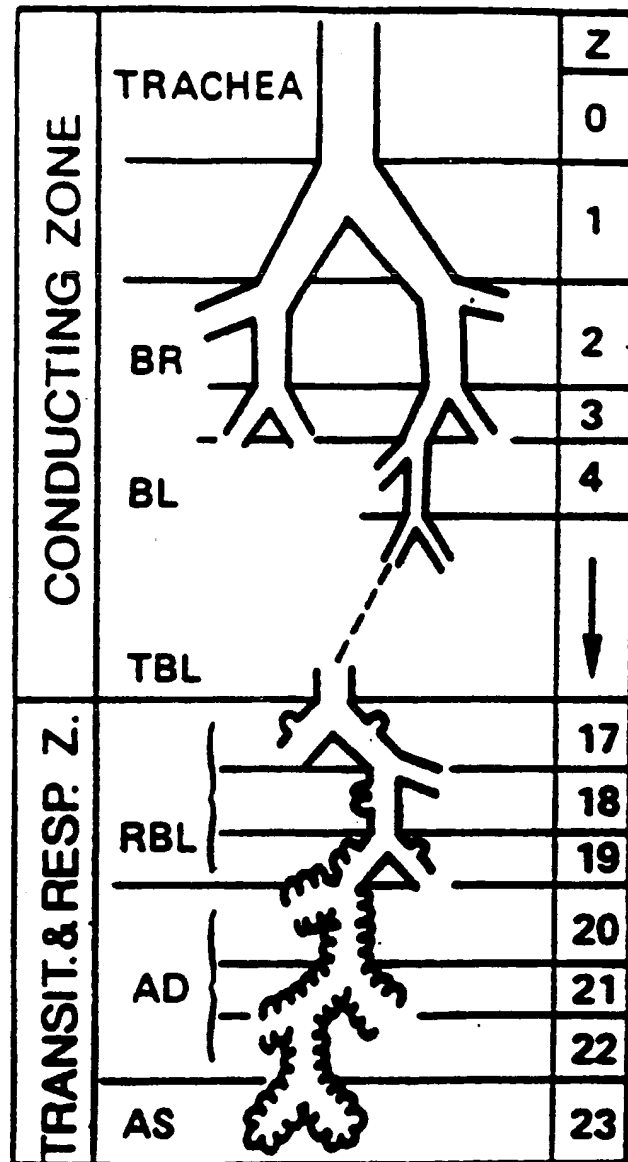 Z
TRACHEA
0
1
BR
2
3
BL
4
TBL
17
18
RBL
19
20
AD
21
22
AS
23
CONDUCTING ZONE
TRANSIT. & RESP. Z.